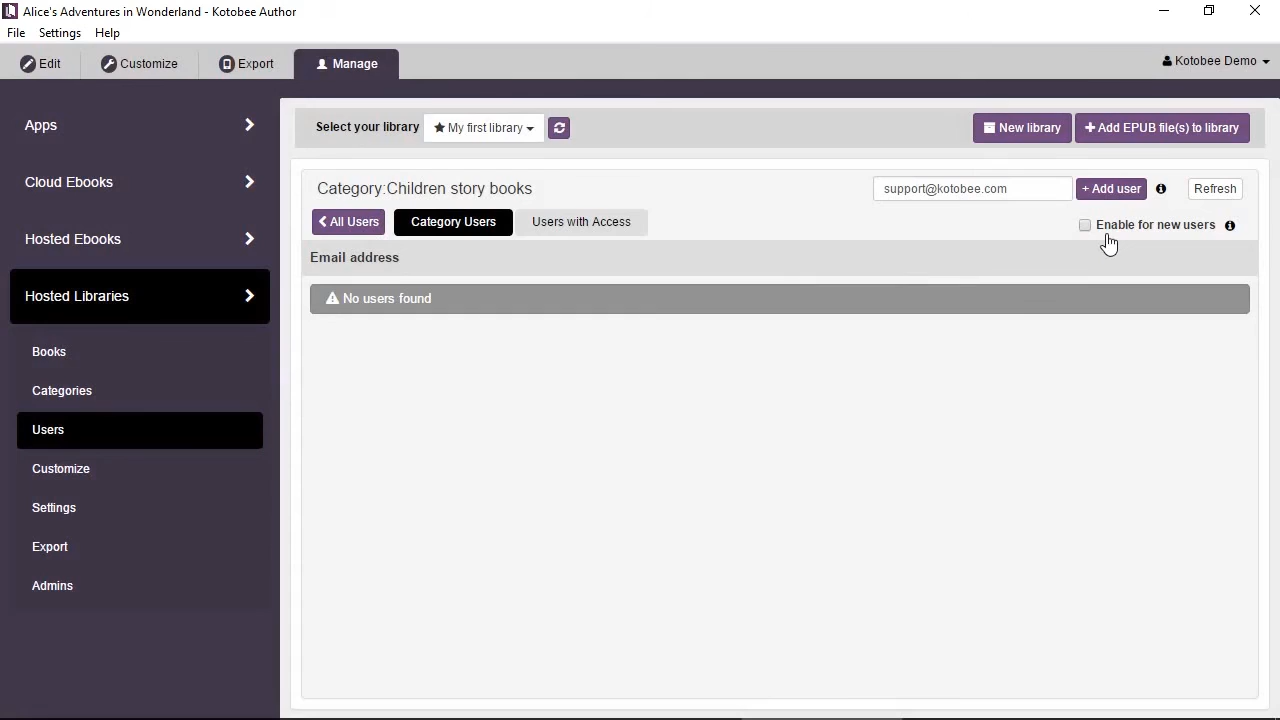 Alice's Adventures in Wonderland - Kotobee Author
File Settings Help
Edit Customize Export Manage Kotobee Demo
Apps
Cloud Ebooks
Hosted Ebooks
Hosted Libraries
Books
Categories
Users
Customize
Settings
Export
Admins
Select your library My first library New library + Add EPUB file(s) to library
Category:Children story books support@kotobee.com + Add user Refresh
All Users Category Users Users with Access
Enable for new users
Email address
No users found